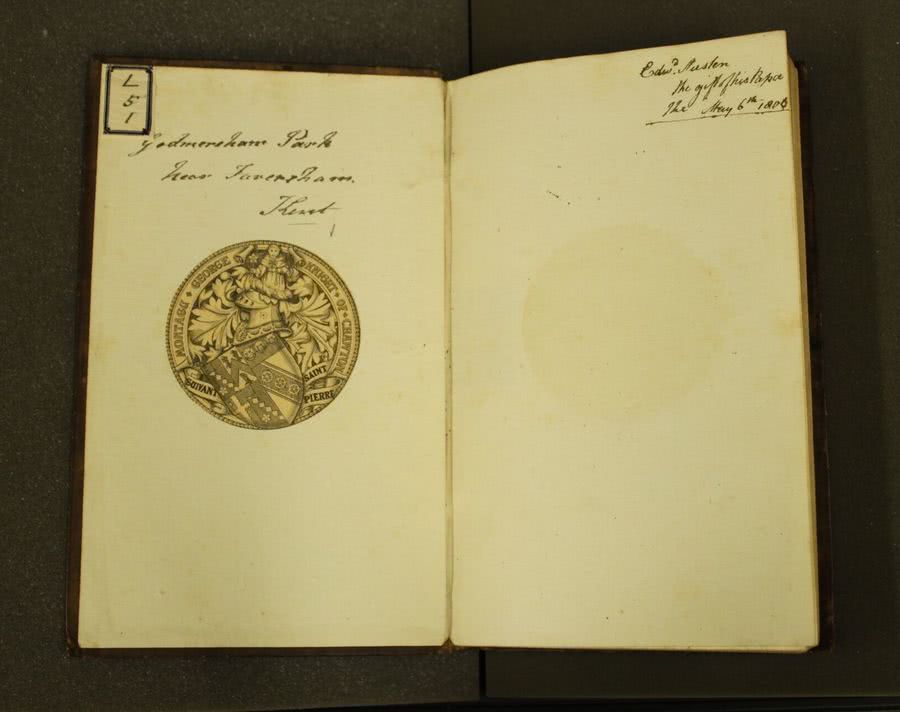 L
5
1
Godmersham Park
near Faversham.
Kent
MONTAGU • GEORGE • KNIGHT • OF • CHAWTON
SUIVANT SAINT PIERRE
Edwd. Austen
the gift of his Papa
The May 6th